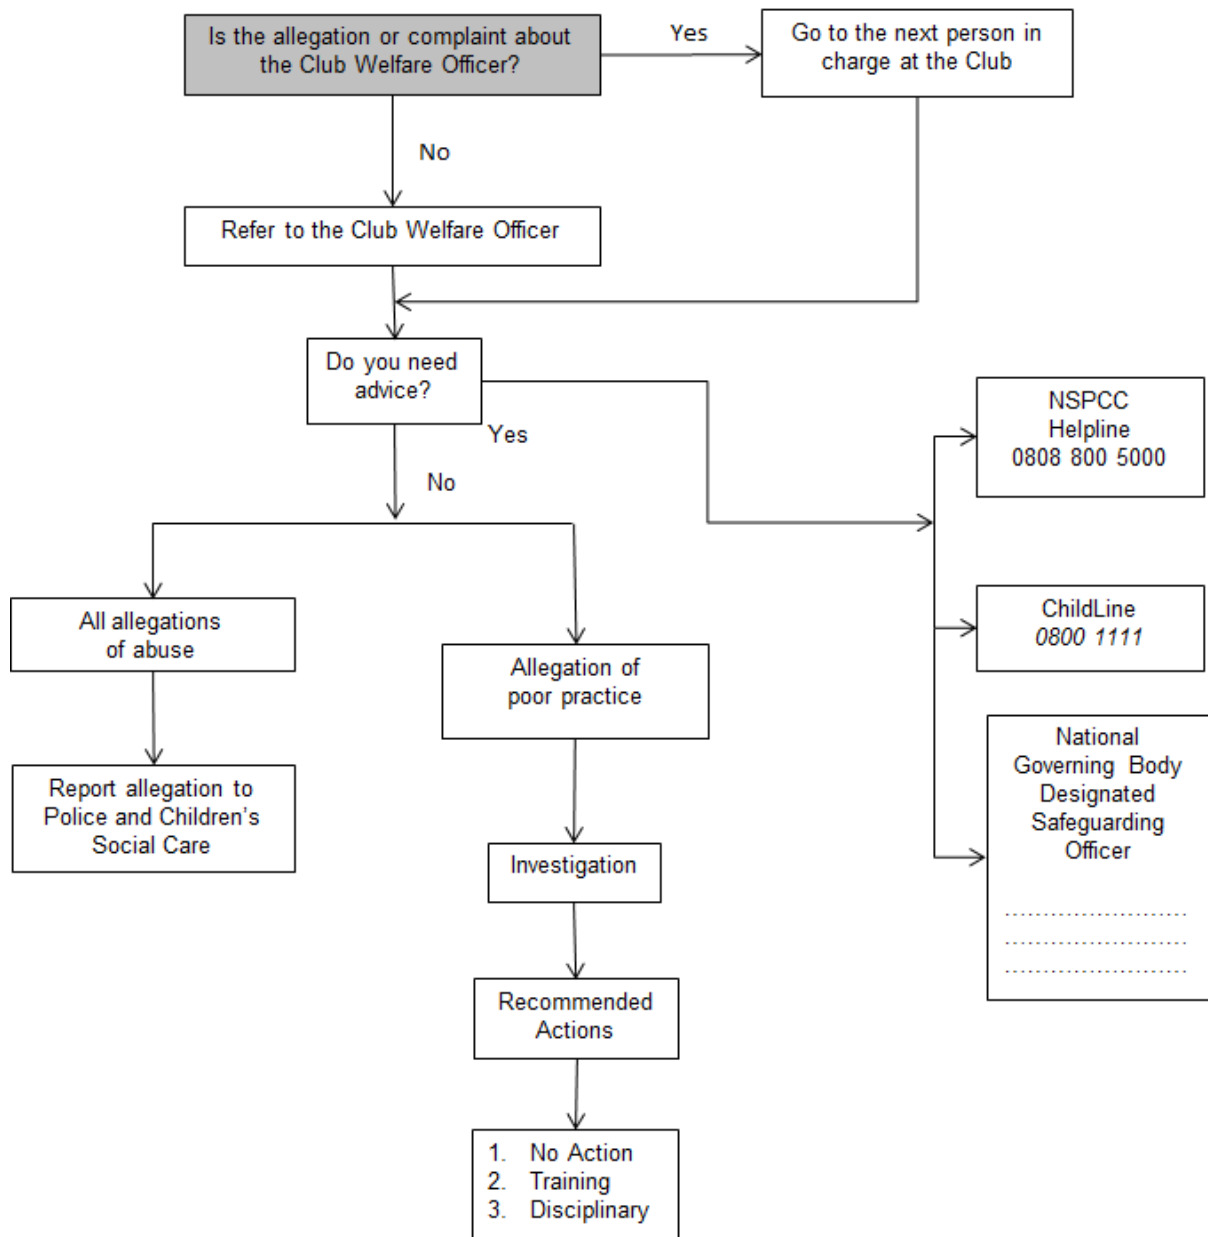 Is the allegation or complaint about
the Club Welfare Officer?
Yes
Go to the next person in
charge at the Club
No
Refer to the Club Welfare Officer
Do you need
advice?
Yes
No
NSPCC
Helpline
0808 800 5000
ChildLine
0800 1111
National
Governing Body
Designated
Safeguarding
Officer
........................
........................
........................
All allegations
of abuse
Report allegation to
Police and Children's
Social Care
Allegation of
poor practice
Investigation
Recommended
Actions
1. No Action
2. Training
3. Disciplinary